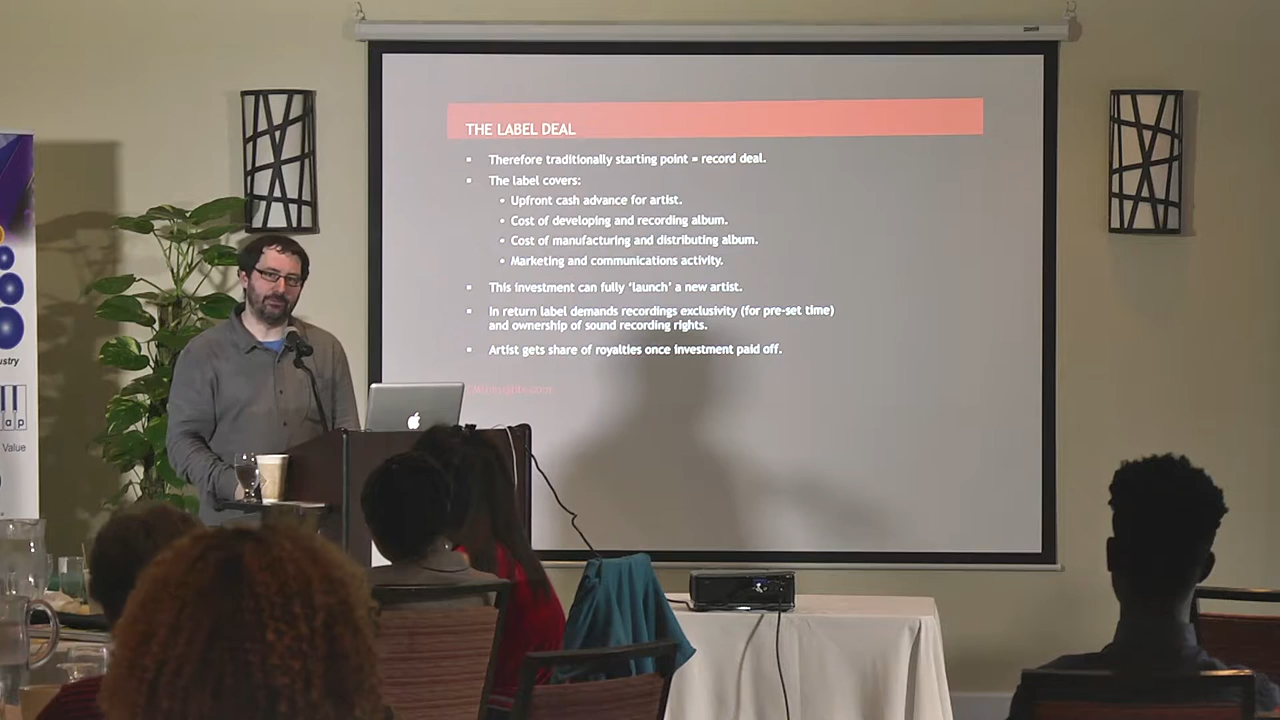 THE LABEL DEAL
Therefore traditionally starting point = record deal.
The label covers:
Upfront cash advance for artist.
Cost of developing and recording album.
Cost of manufacturing and distributing album.
Marketing and communications activity.
This investment can fully ‘launch’ a new artist.
In return label demands recordings exclusivity (for pre-set time)
and ownership of sound recording rights.
Artist gets share of royalties once investment paid off.
ustry
ap
Value